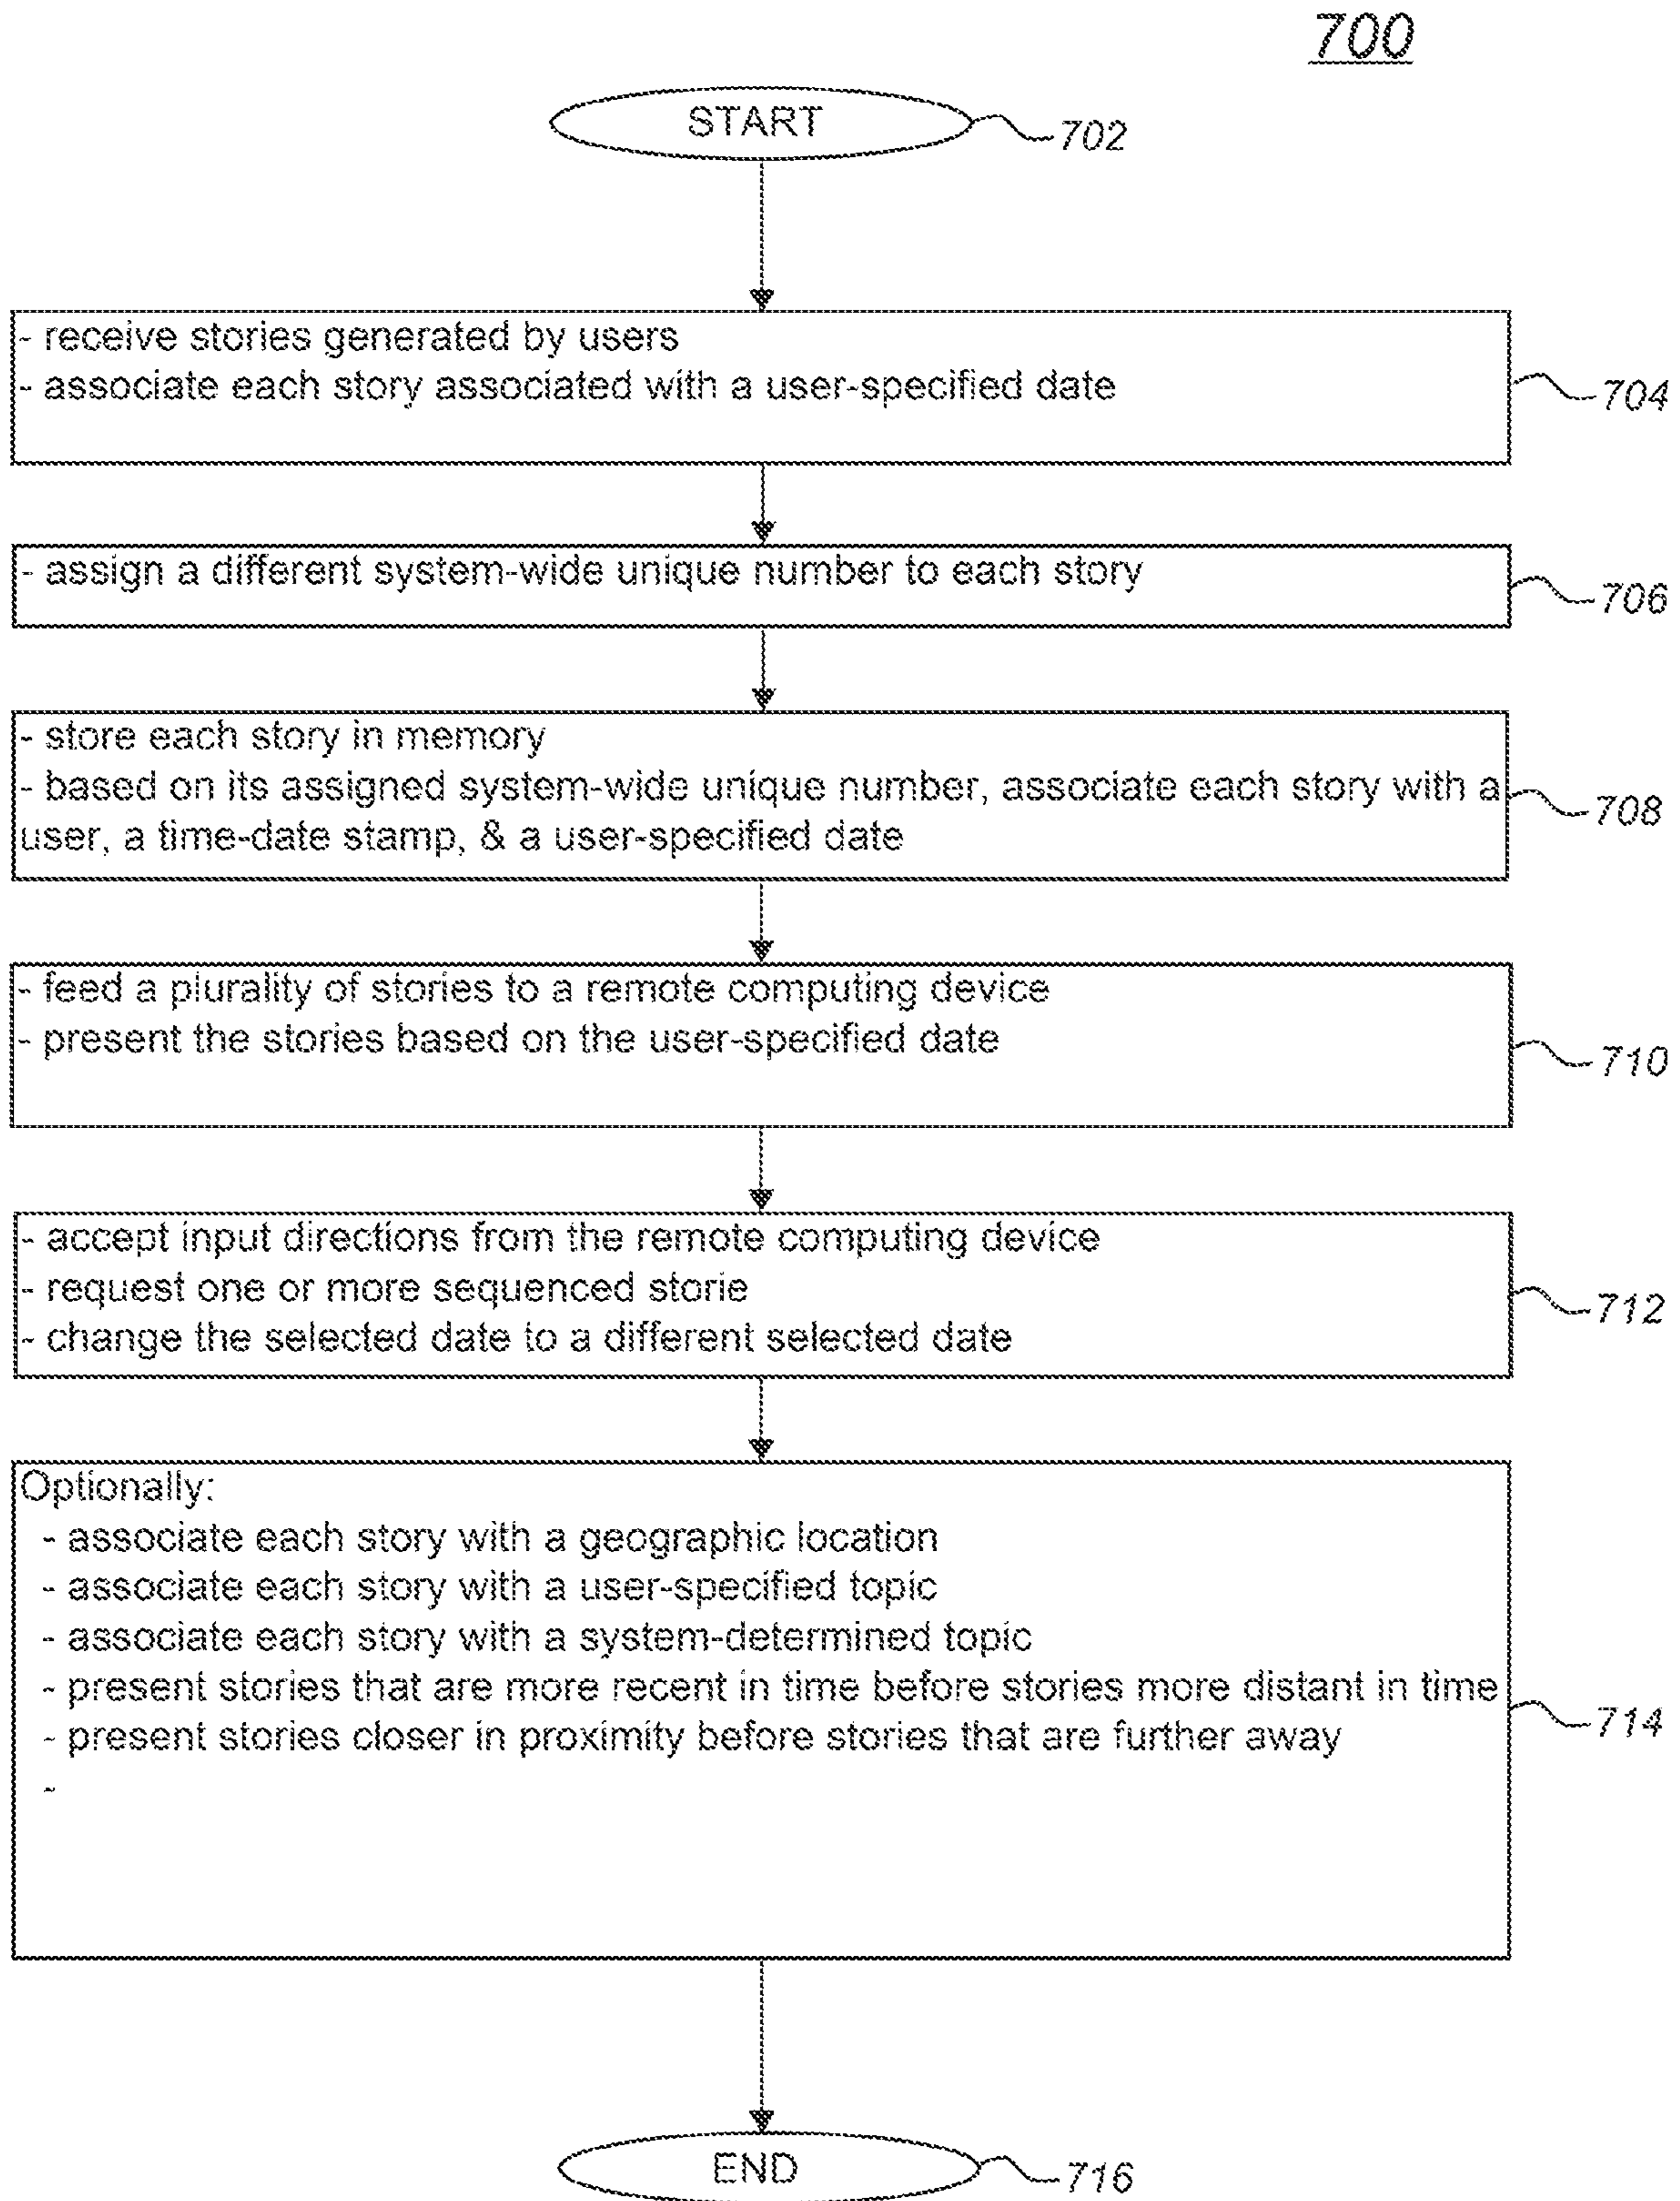 700
START
702
- receive stories generated by users
- associate each story associated with a user-specified date
704
- assign a different system-wide unique number to each story
706
- store each story in memory
- based on its assigned system-wide unique number, associate each story with a
user, a time-date stamp, & a user-specified date
708
- feed a plurality of stories to a remote computing device
- present the stories based on the user-specified date
710
- accept input directions from the remote computing device
- request one or more sequenced storie
- change the selected date to a different selected date
712
Optionally:
- associate each story with a geographic location
- associate each story with a user-specified topic
- associate each story with a system-determined topic
- present stories that are more recent in time before stories more distant in time
- present stories closer in proximity before stories that are further away
-
714
END
716